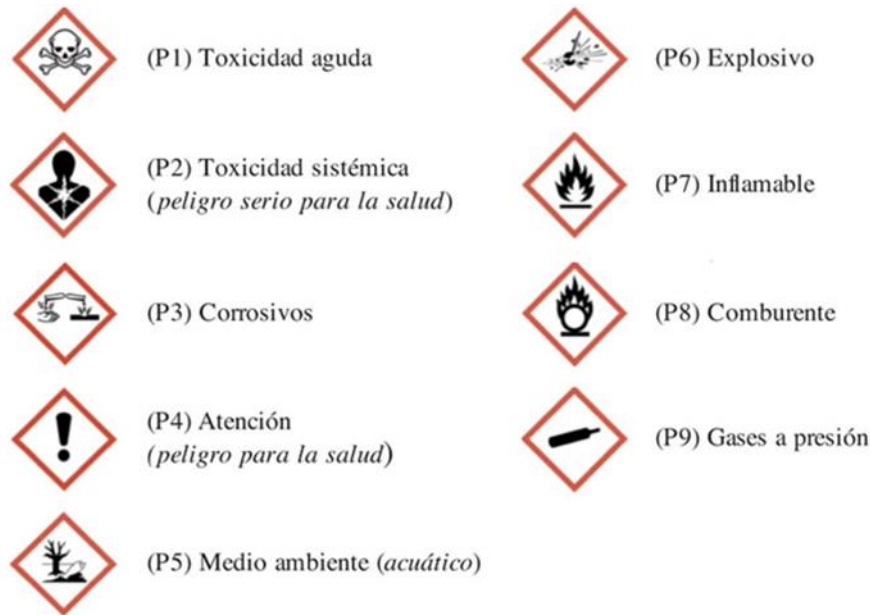 (P1) Toxicidad aguda
(P2) Toxicidad sistémica
(peligro serio para la salud)
(P3) Corrosivos
(P4) Atención
(peligro para la salud)
(P5) Medio ambiente (acuático)
(P6) Explosivo
(P7) Inflamable
(P8) Comburente
(P9) Gases a presión